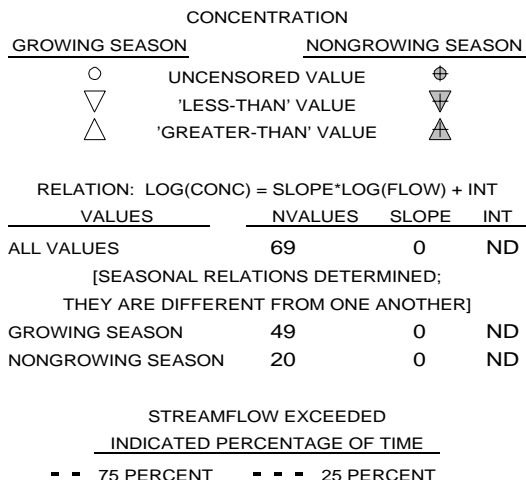 CONCENTRATION
GROWING SEASON NONGROWING SEASON
UNCENSORED VALUE
'LESS-THAN' VALUE
'GREATER-THAN' VALUE
RELATION: LOG(CONC) = SLOPE*LOG(FLOW) + INT
VALUES NVALUES SLOPE INT
ALL VALUES 69 0 ND
[SEASONAL RELATIONS DETERMINED;
THEY ARE DIFFERENT FROM ONE ANOTHER]
GROWING SEASON 49 0 ND
NONGROWING SEASON 20 0 ND
STREAMFLOW EXCEEDED
INDICATED PERCENTAGE OF TIME
75 PERCENT 25 PERCENT